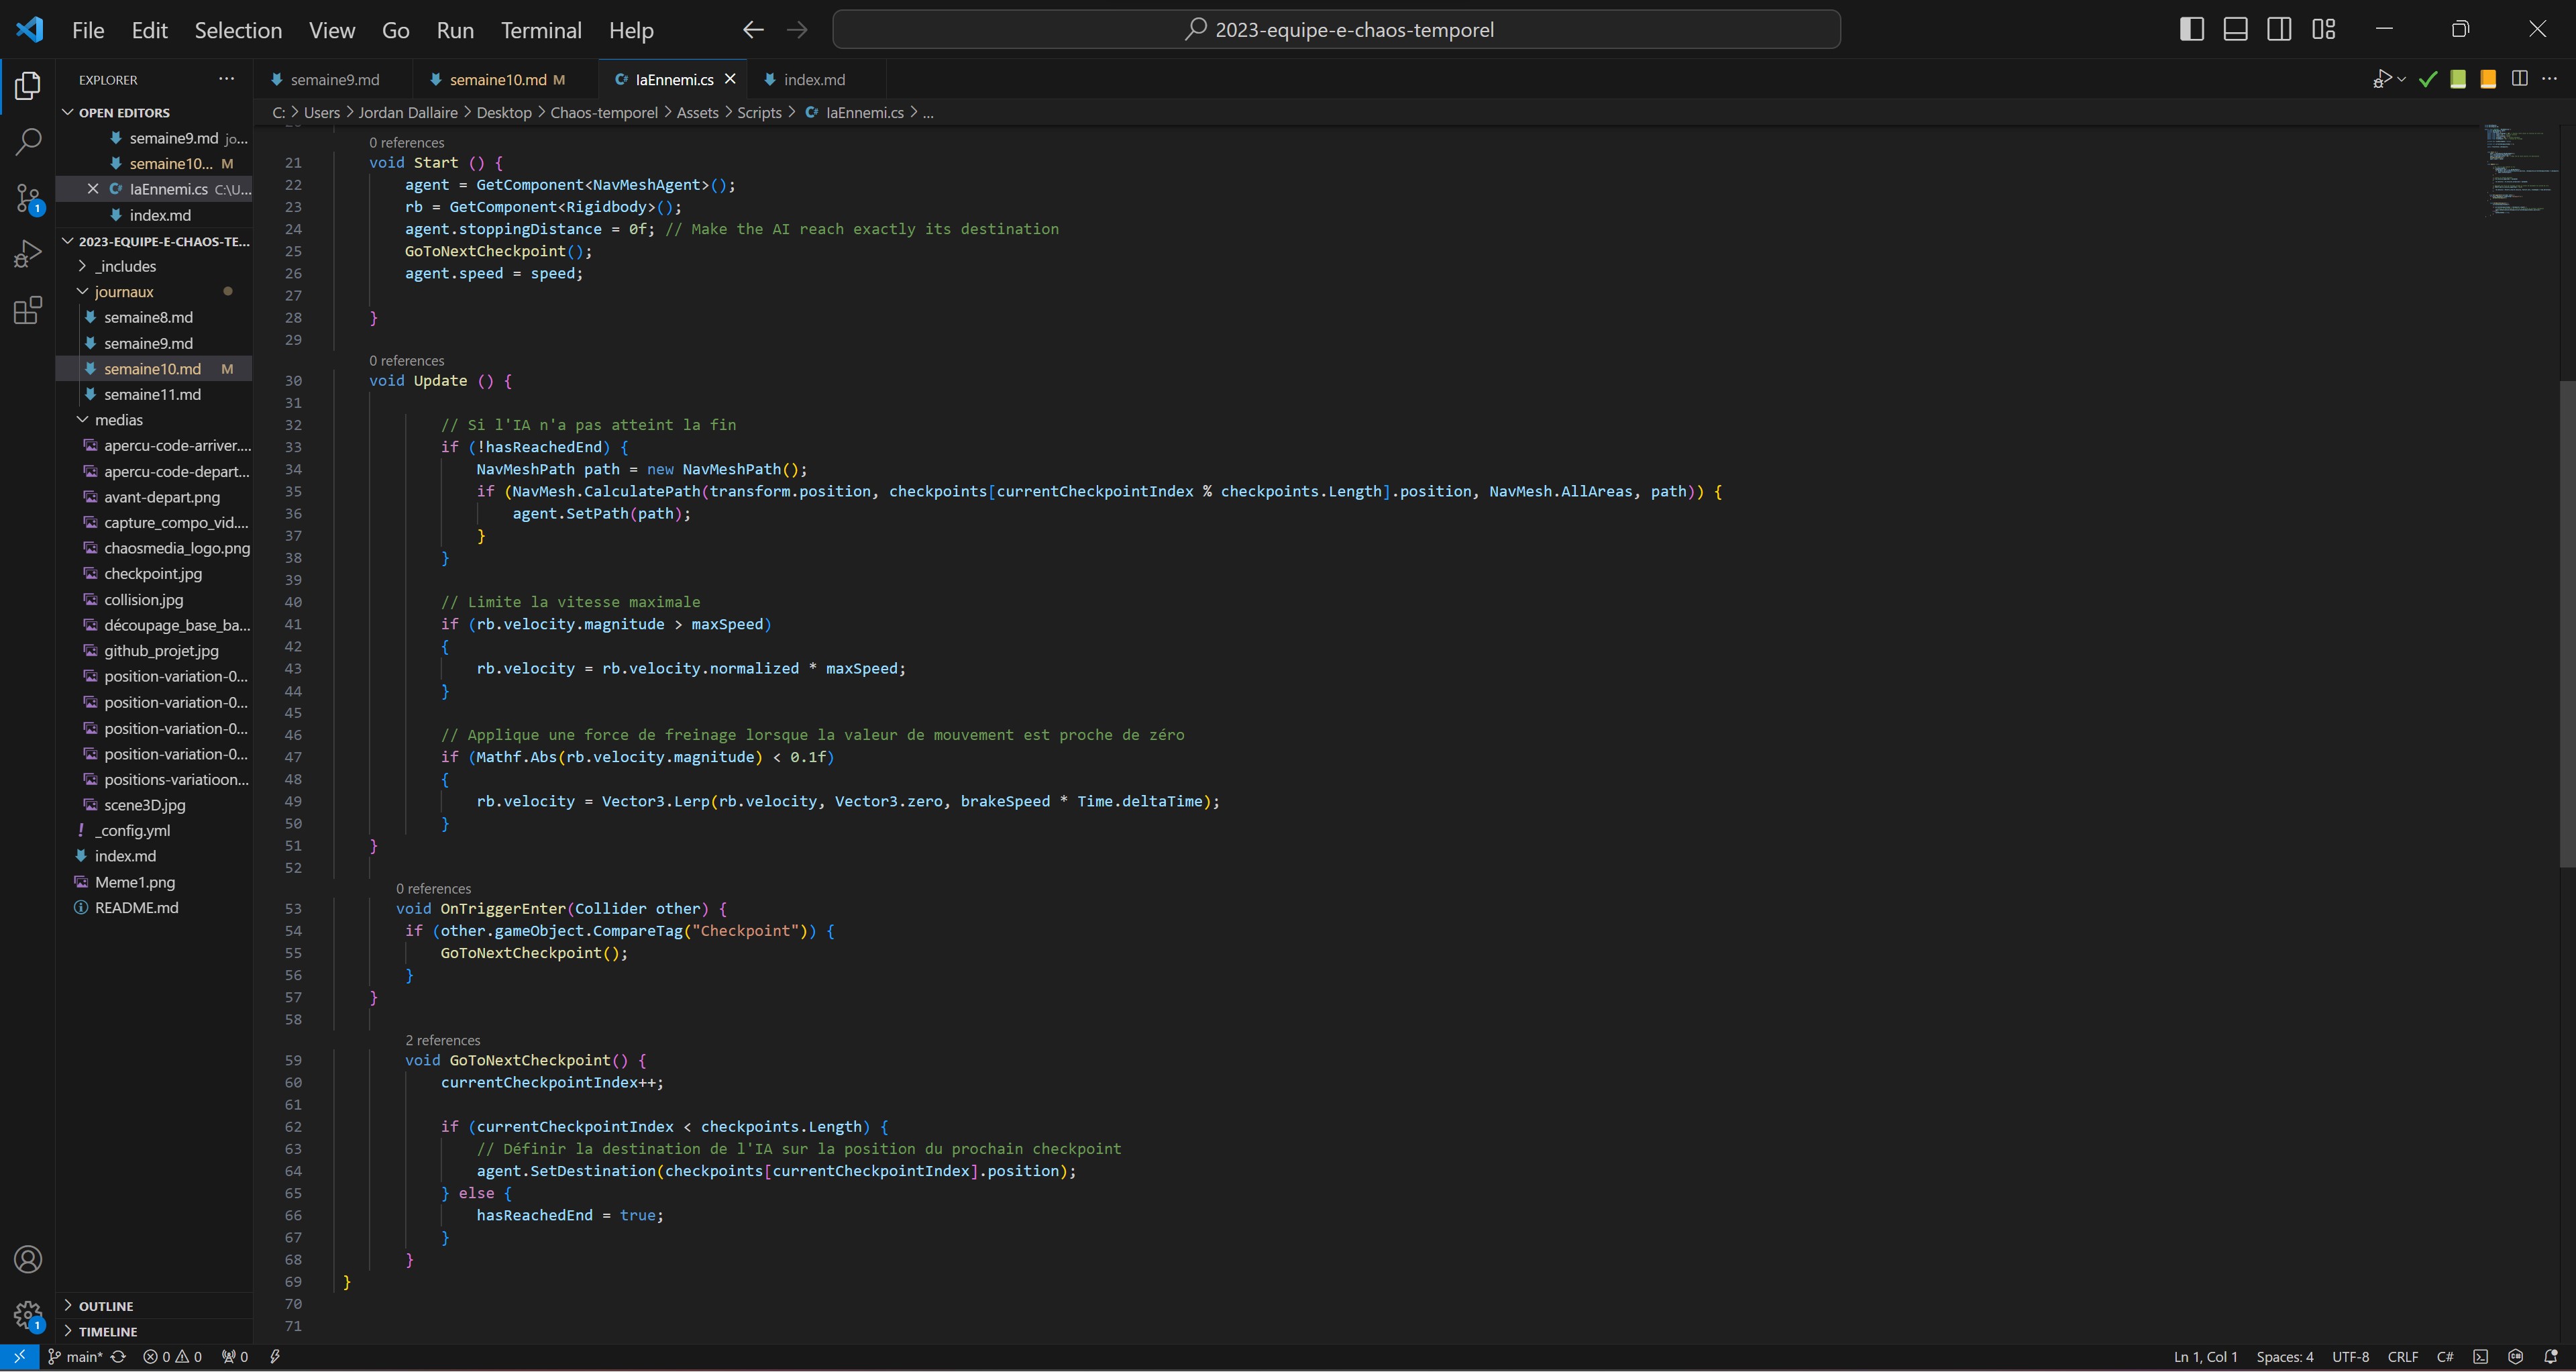 File Edit Selection View Go Run Terminal Help
2023-equipe-e-chaos-temporel
EXPLORER
semaine9.md
semaine10.md M
IaEnnemi.cs
index.md
OPEN EDITORS
semaine9.md jo...
semaine10... M
IaEnnemi.cs C:\U...
index.md
2023-EQUIPE-E-CHAOS-TE...
_includes
journaux
semaine8.md
semaine9.md
semaine10.md M
semaine11.md
medias
apercu-code-arriver....
apercu-code-depart...
avant-depart.png
capture_compo_vid....
chaosmedia_logo.png
checkpoint.jpg
collision.jpg
découpage_base_ba...
github_projet.jpg
position-variation-0...
position-variation-0...
position-variation-0...
position-variation-0...
positions-variatioon...
scene3D.jpg
_config.yml
index.md
Meme1.png
README.md
OUTLINE
TIMELINE
C: > Users > Jordan Dallaire > Desktop > Chaos-temporel > Assets > Scripts > IaEnnemi.cs > ...
0 references
21 void Start () {
22 agent = GetComponent<NavMeshAgent>();
23 rb = GetComponent<Rigidbody>();
24 agent.stoppingDistance = 0f; // Make the AI reach exactly its destination
25 GoToNextCheckpoint();
26 agent.speed = speed;
27
28 }
29
0 references
30 void Update () {
31
32 // Si l'IA n'a pas atteint la fin
33 if (!hasReachedEnd) {
34 NavMeshPath path = new NavMeshPath();
35 if (NavMesh.CalculatePath(transform.position, checkpoints[currentCheckpointIndex % checkpoints.Length].position, NavMesh.AllAreas, path)) {
36 agent.SetPath(path);
37 }
38 }
39
40 // Limite la vitesse maximale
41 if (rb.velocity.magnitude > maxSpeed)
42 {
43 rb.velocity = rb.velocity.normalized * maxSpeed;
44 }
45
46 // Applique une force de freinage lorsque la valeur de mouvement est proche de zéro
47 if (Mathf.Abs(rb.velocity.magnitude) < 0.1f)
48 {
49 rb.velocity = Vector3.Lerp(rb.velocity, Vector3.zero, brakeSpeed * Time.deltaTime);
50 }
51 }
52
0 references
53 void OnTriggerEnter(Collider other) {
54 if (other.gameObject.CompareTag("Checkpoint")) {
55 GoToNextCheckpoint();
56 }
57 }
58
2 references
59 void GoToNextCheckpoint() {
60 currentCheckpointIndex++;
61
62 if (currentCheckpointIndex < checkpoints.Length) {
63 // Définir la destination de l'IA sur la position du prochain checkpoint
64 agent.SetDestination(checkpoints[currentCheckpointIndex].position);
65 } else {
66 hasReachedEnd = true;
67 }
68 }
69 }
70
71
1
1
main* 0 0 0
Ln 1, Col 1 Spaces: 4 UTF-8 CRLF C#